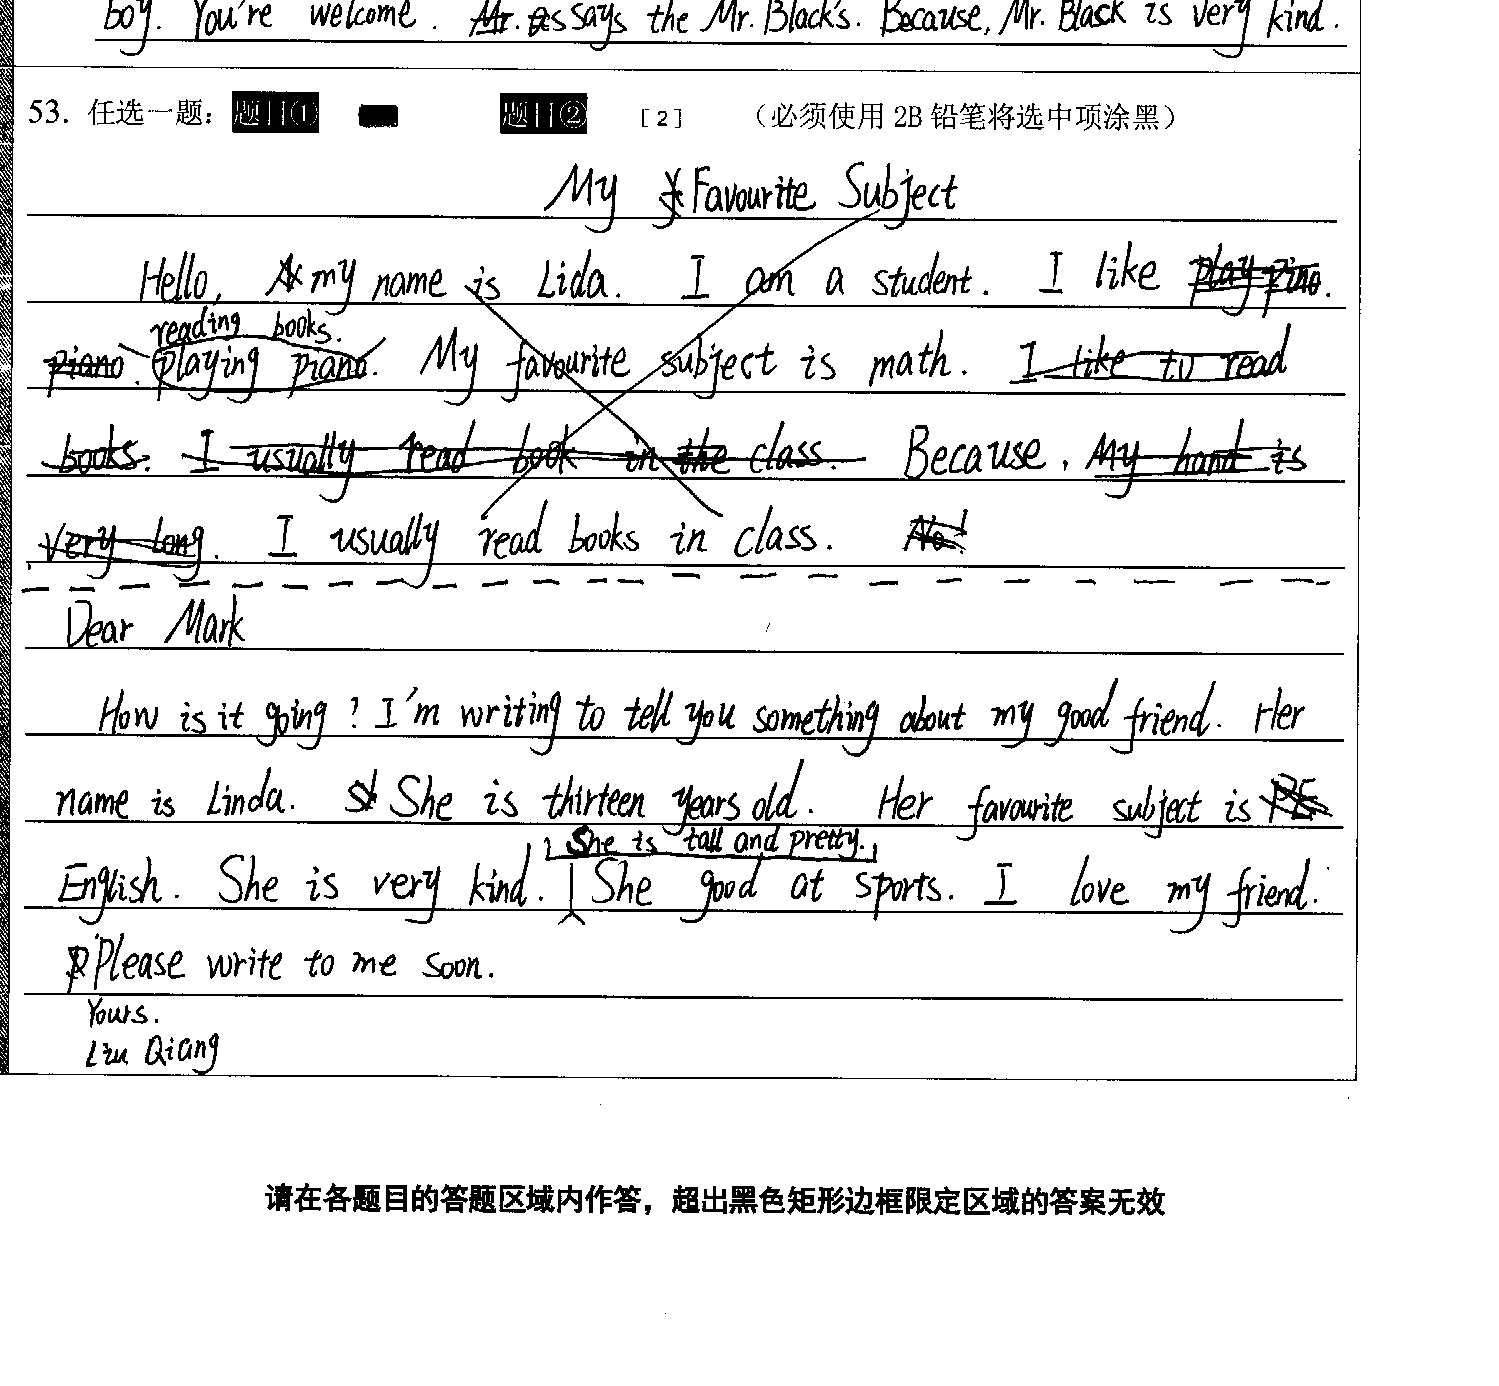 boy. You're welcome. Mr. as says the Mr. Black's. Because, Mr. Black is very kind.
53. 任选一题： 题目① 题目② [2] （必须使用 2B 铅笔将选中项涂黑）
My Favourite Subject
Hello, my name is Lida. I am a student. I like play pino.
reading books.
piano. playing piano. My favourite subject is math. I like to read
books. I usually read book in the class. Because, My hand is
very long. I usually read books in class. No!
Dear Mark
How is it going? I'm writing to tell you something about my good friend. Her
name is Linda. She is thirteen years old. Her favourite subject is PE
She is tall and pretty.
English. She is very kind. She good at sports. I love my friend.
Please write to me soon.
Yours.
Liu Qiang
请在各题目的答题区域内作答，超出黑色矩形边框限定区域的答案无效